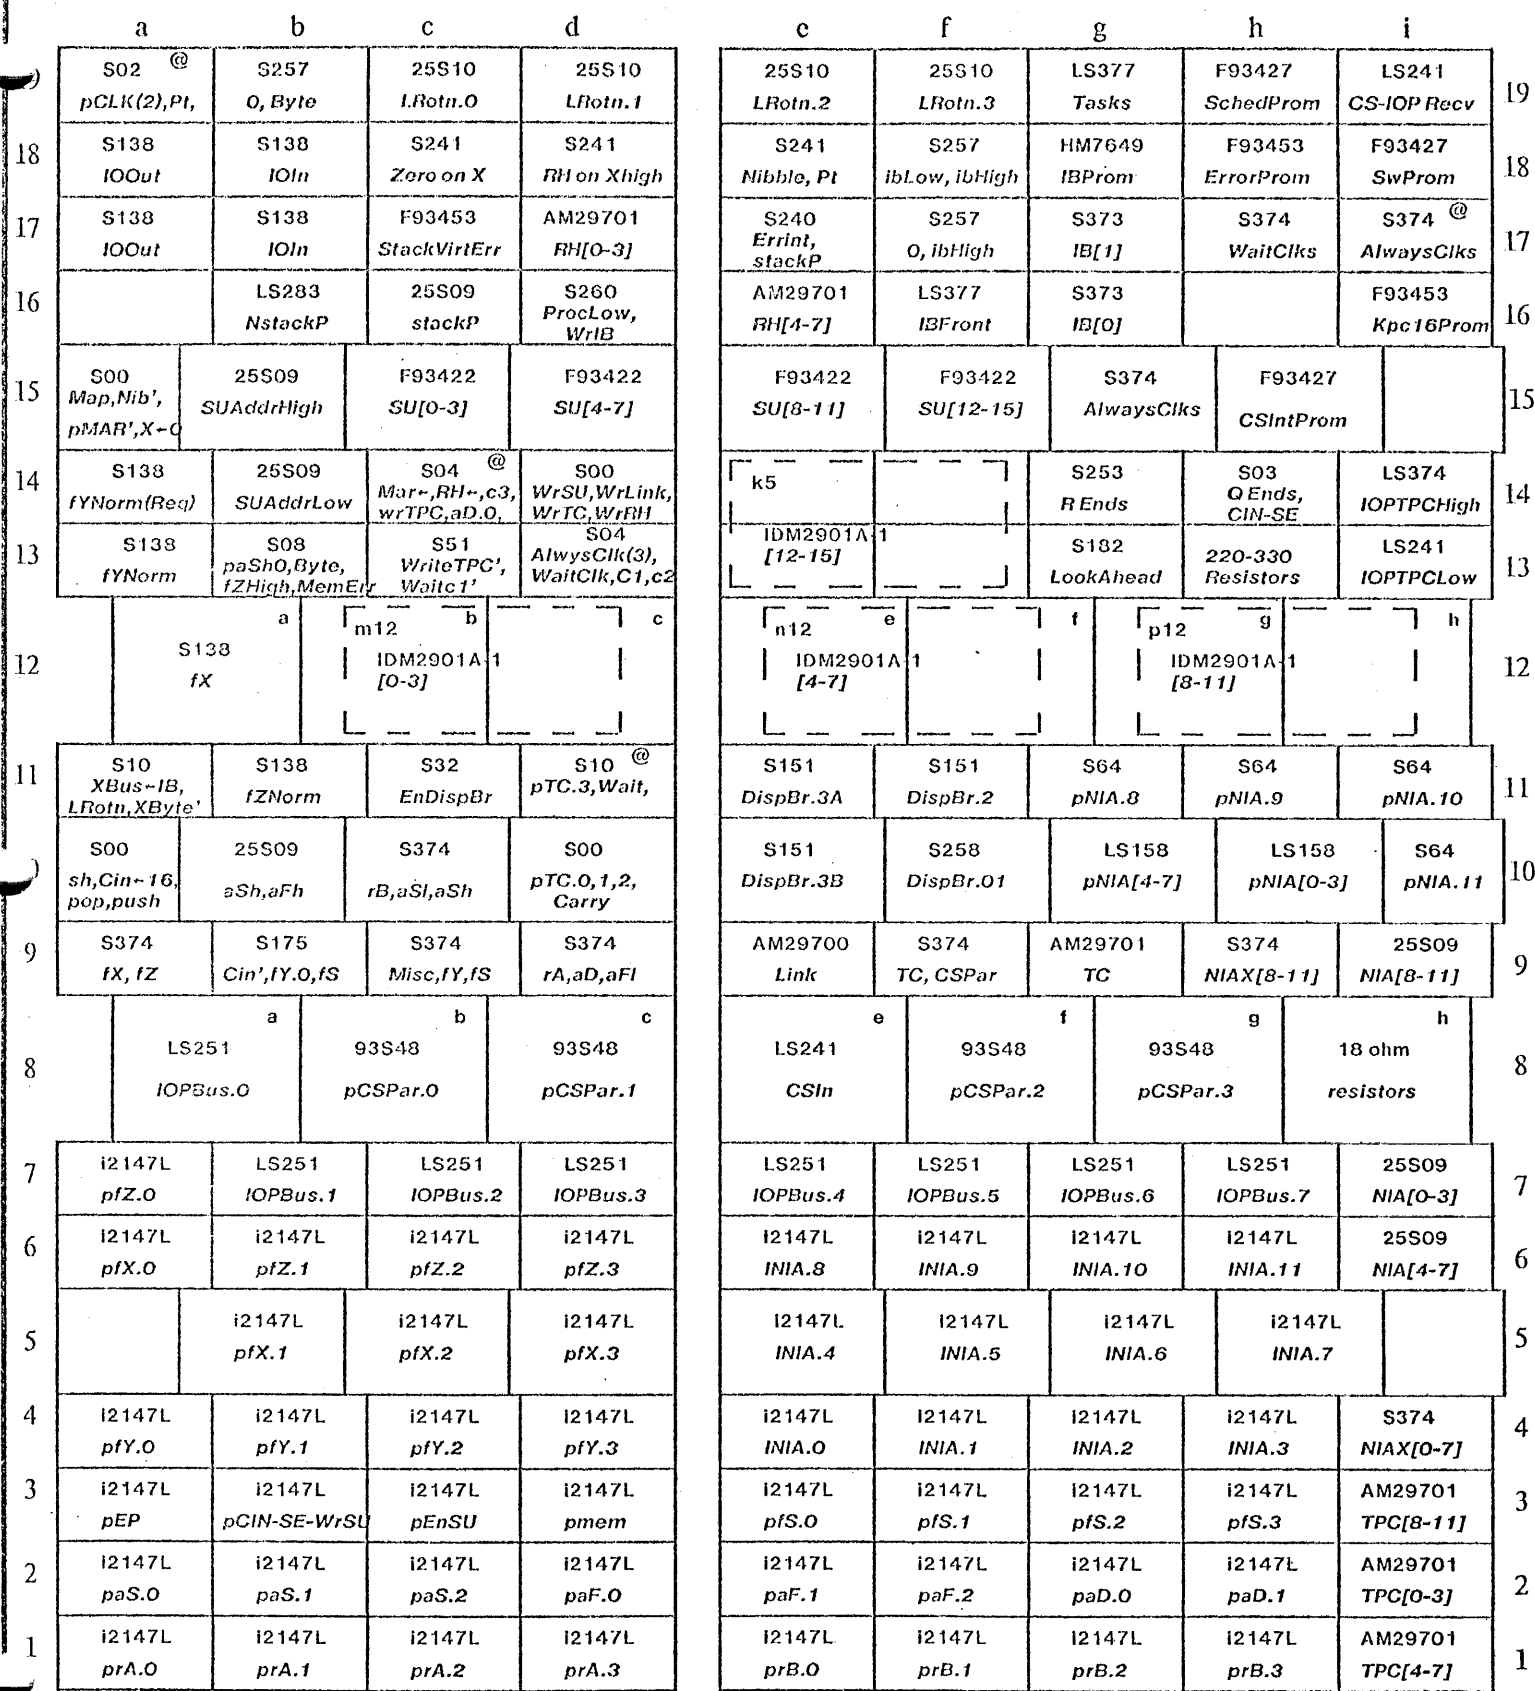 a b c d e f g h i
19
S02 @ S257 25S10 25S10 25S10 25S10 LS377 F93427 LS241
pCLK(2),Pt, 0, Byte LRotn.0 LRotn.1 LRotn.2 LRotn.3 Tasks SchedProm CS-IOP Recv
18 18
S138 S138 S241 S241 S241 S257 HM7649 F93453 F93427
IOOut IOIn Zero on X RH on Xhigh Nibble, Pt ibLow, ibHigh IBProm ErrorProm SwProm
17 17
S138 S138 F93453 AM29701 S240 S257 S373 S374 S374 @
IOOut IOIn StackVirtErr RH[0-3] Errint, stackP 0, ibHigh IB[1] WaitClks AlwaysClks
16 16
LS283 25S09 S260 AM29701 LS377 S373 F93453
NstackP stackP ProcLow, WrIB RH[4-7] IBFront IB[0] Kpc16Prom
15 15
S00 25S09 F93422 F93422 F93422 F93422 S374 F93427
Map,Nib', SUAddrHigh SU[0-3] SU[4-7] SU[8-11] SU[12-15] AlwaysClks CSIntProm
pMAR',X←0
14 14
S138 25S09 S04 @ S00 k5 S253 S03 LS374
fYNorm(Req) SUAddrLow Mar←,RH←,c3, WrSU,WrLink, R Ends Q Ends, IOPTPCHigh
wrTPC,aD.0, WrTC,WrRH CIN-SE
13 13
S138 S08 S51 S04 IDM2901A-1 S182 220-330 LS241
fYNorm paSh0,Byte, WriteTPC', AlwysClk(3), [12-15] LookAhead Resistors IOPTPCLow
fZHigh,MemErr Waitc1' WaitClk,C1,c2
12 12
a b c e f g h
S138 m12 n12 p12
fX IDM2901A-1 IDM2901A-1 IDM2901A-1
[0-3] [4-7] [8-11]
11 11
S10 S138 S32 S10 @ S151 S151 S64 S64 S64
XBus←IB, fZNorm EnDispBr pTC.3,Wait, DispBr.3A DispBr.2 pNIA.8 pNIA.9 pNIA.10
LRotn,XByte'
10
S00 25S09 S374 S00 S151 S258 LS158 LS158 S64
sh,Cin←16, aSh,aFh rB,aSl,aSh pTC.0,1,2, DispBr.3B DispBr.01 pNIA[4-7] pNIA[0-3] pNIA.11
pop,push Carry
9 9
S374 S175 S374 S374 AM29700 S374 AM29701 S374 25S09
fX, fZ Cin',fY.0,fS Misc,fY,fS rA,aD,aFl Link TC, CSPar TC NIAX[8-11] NIA[8-11]
8 8
a b c e f g h
LS251 93S48 93S48 LS241 93S48 93S48 18 ohm
IOPBus.0 pCSPar.0 pCSPar.1 CSIn pCSPar.2 pCSPar.3 resistors
7 7
i2147L LS251 LS251 LS251 LS251 LS251 LS251 LS251 25S09
pfZ.0 IOPBus.1 IOPBus.2 IOPBus.3 IOPBus.4 IOPBus.5 IOPBus.6 IOPBus.7 NIA[0-3]
6 6
i2147L i2147L i2147L i2147L i2147L i2147L i2147L i2147L 25S09
pfX.0 pfZ.1 pfZ.2 pfZ.3 INIA.8 INIA.9 INIA.10 INIA.11 NIA[4-7]
5 5
i2147L i2147L i2147L i2147L i2147L i2147L i2147L
pfX.1 pfX.2 pfX.3 INIA.4 INIA.5 INIA.6 INIA.7
4 4
i2147L i2147L i2147L i2147L i2147L i2147L i2147L i2147L S374
pfY.0 pfY.1 pfY.2 pfY.3 INIA.0 INIA.1 INIA.2 INIA.3 NIAX[0-7]
3 3
i2147L i2147L i2147L i2147L i2147L i2147L i2147L i2147L AM29701
pEP pCIN-SE-WrSU pEnSU pmem pfS.0 pfS.1 pfS.2 pfS.3 TPC[8-11]
2 2
i2147L i2147L i2147L i2147L i2147L i2147L i2147L i2147L AM29701
paS.0 paS.1 paS.2 paF.0 paF.1 paF.2 paD.0 paD.1 TPC[0-3]
1 1
i2147L i2147L i2147L i2147L i2147L i2147L i2147L i2147L AM29701
prA.0 prA.1 prA.2 prA.3 prB.0 prB.1 prB.2 prB.3 TPC[4-7]